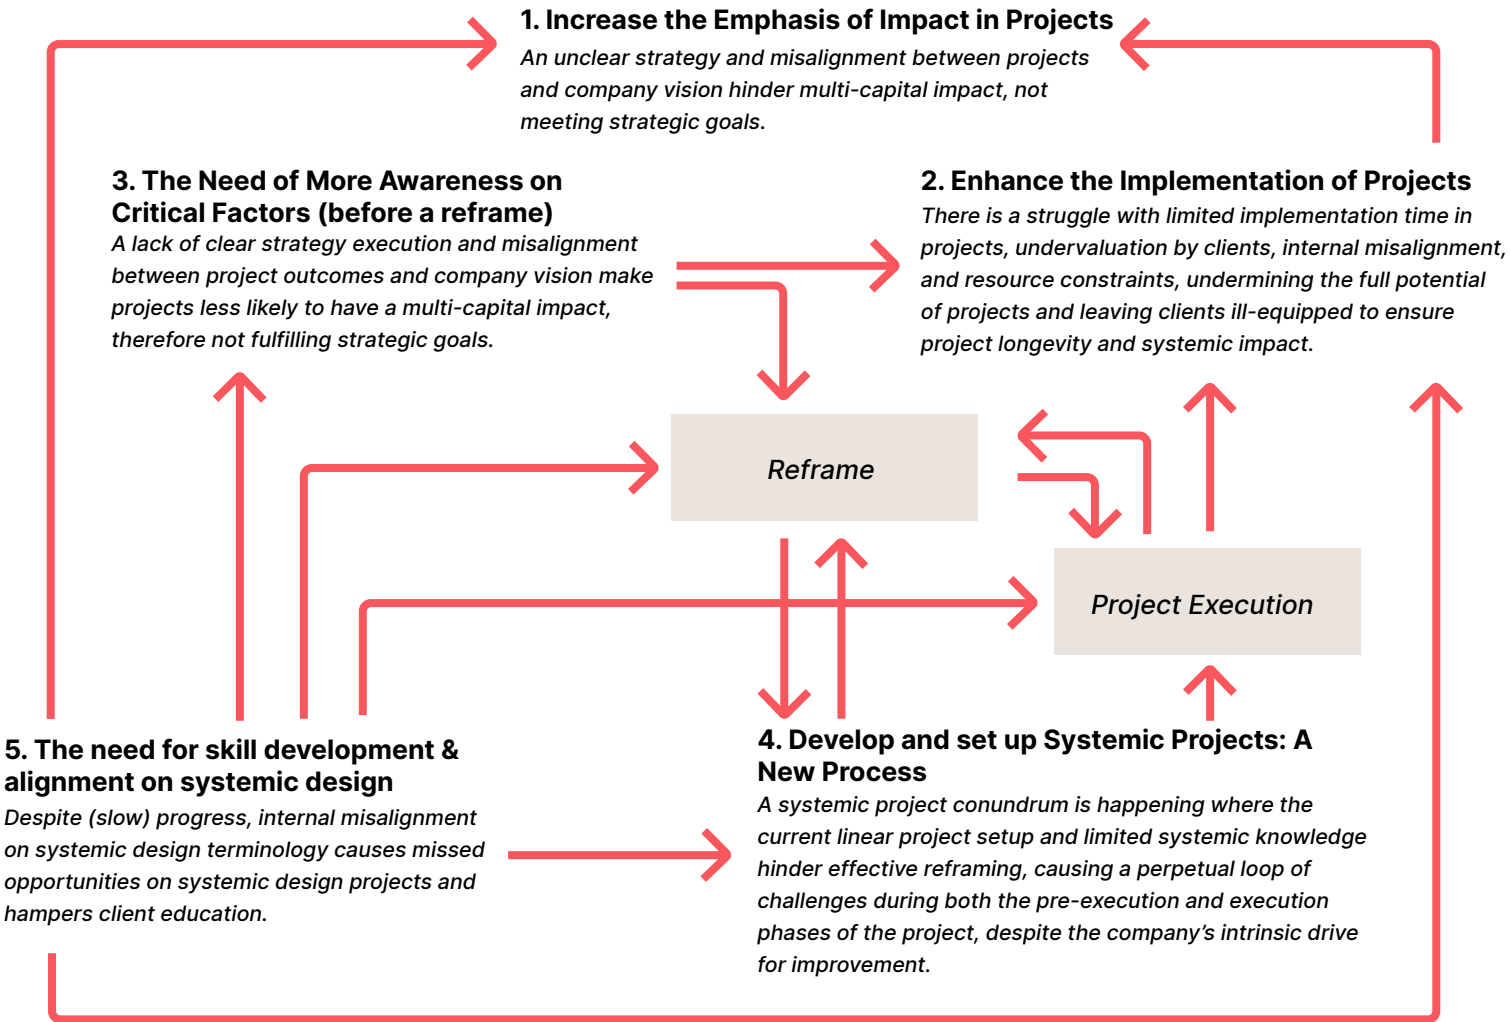 1. Increase the Emphasis of Impact in Projects
An unclear strategy and misalignment between projects
and company vision hinder multi-capital impact, not
meeting strategic goals.
3. The Need of More Awareness on
Critical Factors (before a reframe)
A lack of clear strategy execution and misalignment
between project outcomes and company vision make
projects less likely to have a multi-capital impact,
therefore not fulfilling strategic goals.
2. Enhance the Implementation of Projects
There is a struggle with limited implementation time in
projects, undervaluation by clients, internal misalignment,
and resource constraints, undermining the full potential
of projects and leaving clients ill-equipped to ensure
project longevity and systemic impact.
Reframe
Project Execution
5. The need for skill development &
alignment on systemic design
Despite (slow) progress, internal misalignment
on systemic design terminology causes missed
opportunities on systemic design projects and
hampers client education.
4. Develop and set up Systemic Projects: A
New Process
A systemic project conundrum is happening where the
current linear project setup and limited systemic knowledge
hinder effective reframing, causing a perpetual loop of
challenges during both the pre-execution and execution
phases of the project, despite the company’s intrinsic drive
for improvement.